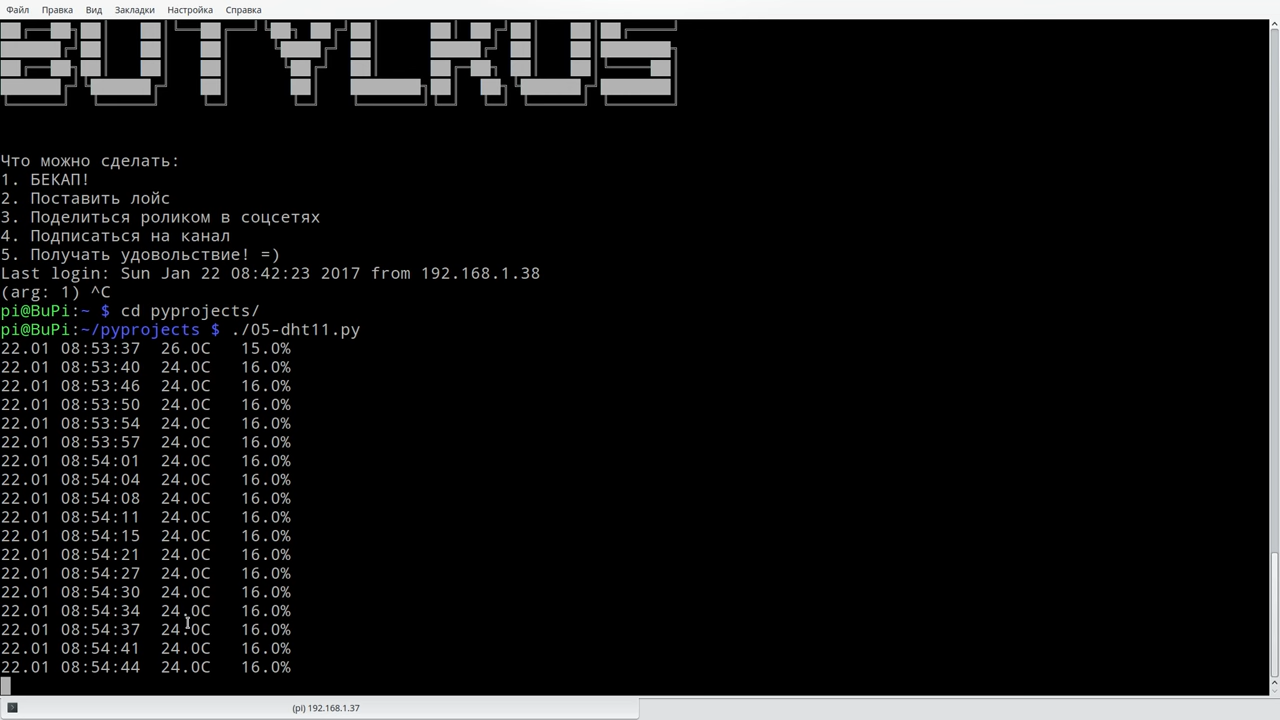 Файл Правка Вид Закладки Настройка Справка
BUTYLKUS
Что можно сделать:
1. БЕКАП!
2. Поставить лойс
3. Поделиться роликом в соцсетях
4. Подписаться на канал
5. Получать удовольствие! =)
Last login: Sun Jan 22 08:42:23 2017 from 192.168.1.38
(arg: 1) ^C
pi@BuPi:~ $ cd pyprojects/
pi@BuPi:~/pyprojects $ ./05-dht11.py
22.01 08:53:37 26.0C 15.0%
22.01 08:53:40 24.0C 16.0%
22.01 08:53:46 24.0C 16.0%
22.01 08:53:50 24.0C 16.0%
22.01 08:53:54 24.0C 16.0%
22.01 08:53:57 24.0C 16.0%
22.01 08:54:01 24.0C 16.0%
22.01 08:54:04 24.0C 16.0%
22.01 08:54:08 24.0C 16.0%
22.01 08:54:11 24.0C 16.0%
22.01 08:54:15 24.0C 16.0%
22.01 08:54:21 24.0C 16.0%
22.01 08:54:27 24.0C 16.0%
22.01 08:54:30 24.0C 16.0%
22.01 08:54:34 24.0C 16.0%
22.01 08:54:37 24.0C 16.0%
22.01 08:54:41 24.0C 16.0%
22.01 08:54:44 24.0C 16.0%
(pi) 192.168.1.37